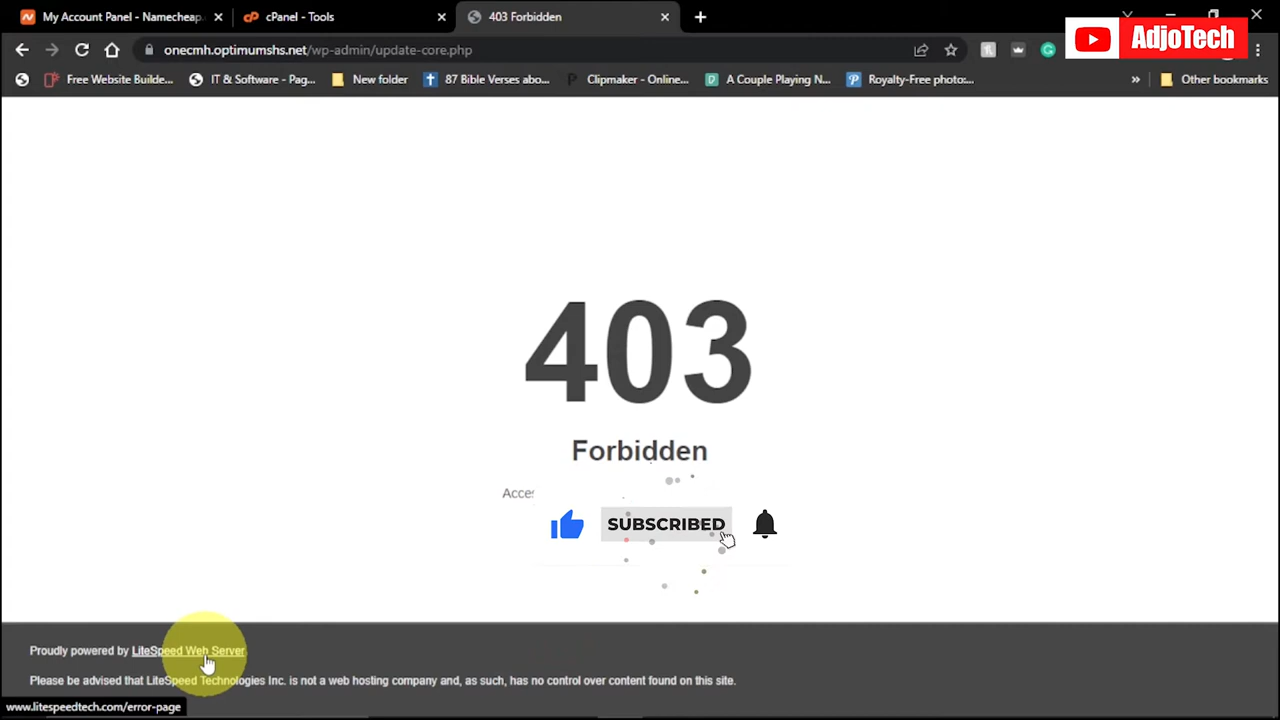 My Account Panel - Namecheap.
cPanel - Tools
403 Forbidden
AdjoTech
onecmh.optimumshs.net/wp-admin/update-core.php
Free Website Builde...
IT & Software - Pag...
New folder
87 Bible Verses abo...
Clipmaker - Online...
A Couple Playing N...
Royalty-Free photo:...
»
Other bookmarks
403
Forbidden
SUBSCRIBED
Proudly powered by LiteSpeed Web Server
Please be advised that LiteSpeed Technologies Inc. is not a web hosting company and, as such, has no control over content found on this site.
www.litespeedtech.com/error-page